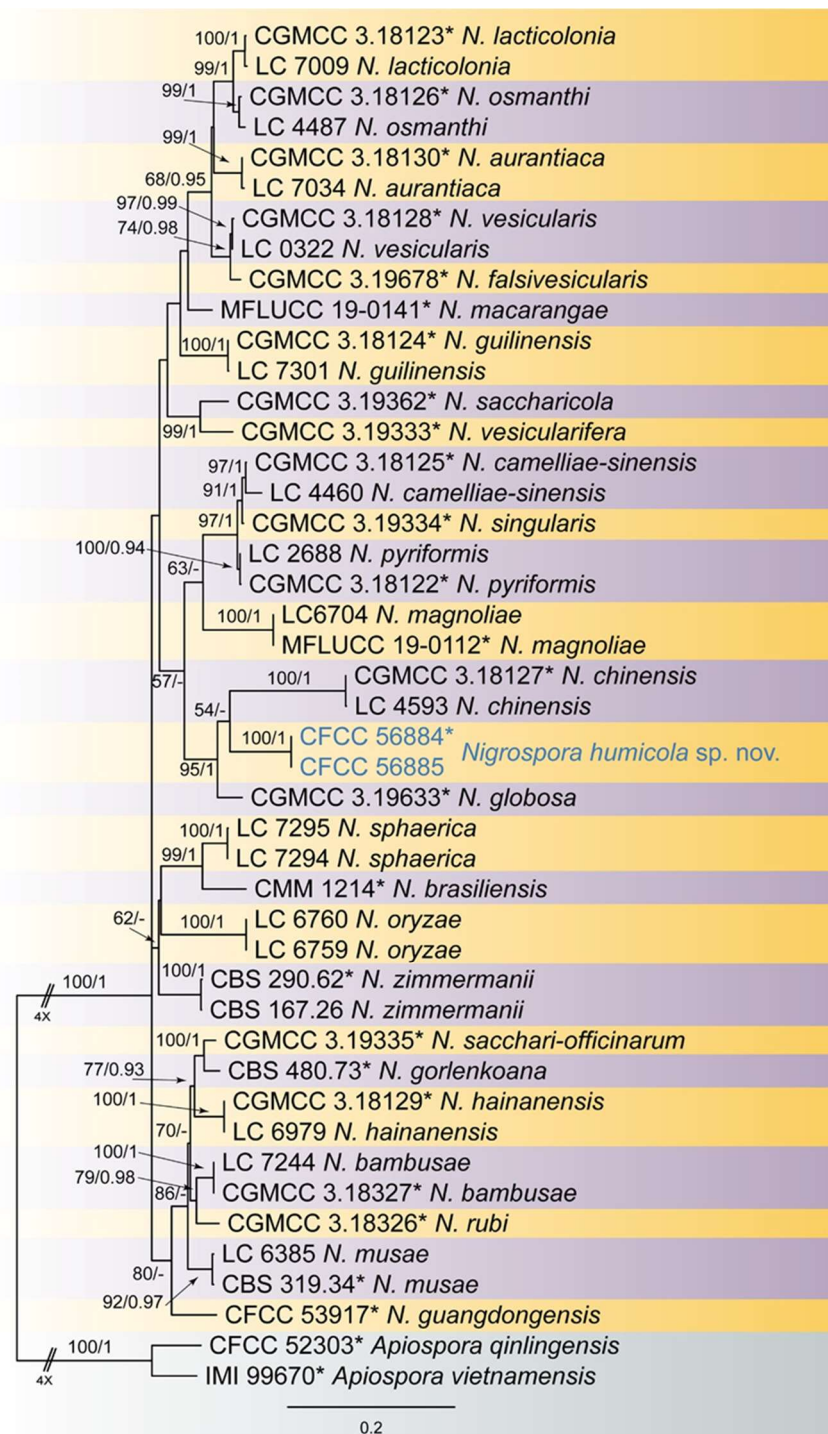 100/1 CGMCC 3.18123* N. lacticolonia
99/1 LC 7009 N. lacticolonia
99/1 CGMCC 3.18126* N. osmanthi
LC 4487 N. osmanthi
99/1 CGMCC 3.18130* N. aurantiaca
68/0.95 LC 7034 N. aurantiaca
97/0.99 CGMCC 3.18128* N. vesicularis
74/0.98 LC 0322 N. vesicularis
CGMCC 3.19678* N. falsivesicularis
MFLUCC 19-0141* N. macarangae
100/1 CGMCC 3.18124* N. guilinensis
LC 7301 N. guilinensis
CGMCC 3.19362* N. saccharicola
99/1 CGMCC 3.19333* N. vesicularifera
97/1 CGMCC 3.18125* N. camelliae-sinensis
91/1 LC 4460 N. camelliae-sinensis
97/1 CGMCC 3.19334* N. singularis
100/0.94 LC 2688 N. pyriformis
63/- CGMCC 3.18122* N. pyriformis
100/1 LC6704 N. magnoliae
MFLUCC 19-0112* N. magnoliae
57/- 100/1 CGMCC 3.18127* N. chinensis
54/- LC 4593 N. chinensis
100/1 CFCC 56884* Nigrospora humicola sp. nov.
95/1 CFCC 56885
CGMCC 3.19633* N. globosa
100/1 LC 7295 N. sphaerica
99/1 LC 7294 N. sphaerica
CMM 1214* N. brasiliensis
62/- 100/1 LC 6760 N. oryzae
LC 6759 N. oryzae
100/1 100/1 CBS 290.62* N. zimmermanii
4X CBS 167.26 N. zimmermanii
100/1 CGMCC 3.19335* N. sacchari-officinarum
77/0.93 CBS 480.73* N. gorlenkoana
100/1 CGMCC 3.18129* N. hainanensis
70/- LC 6979 N. hainanensis
100/1 LC 7244 N. bambusae
79/0.98 86/- CGMCC 3.18327* N. bambusae
CGMCC 3.18326* N. rubi
LC 6385 N. musae
80/- 92/0.97 CBS 319.34* N. musae
CFCC 53917* N. guangdongensis
100/1 CFCC 52303* Apiospora qinlingensis
4X IMI 99670* Apiospora vietnamensis
0.2